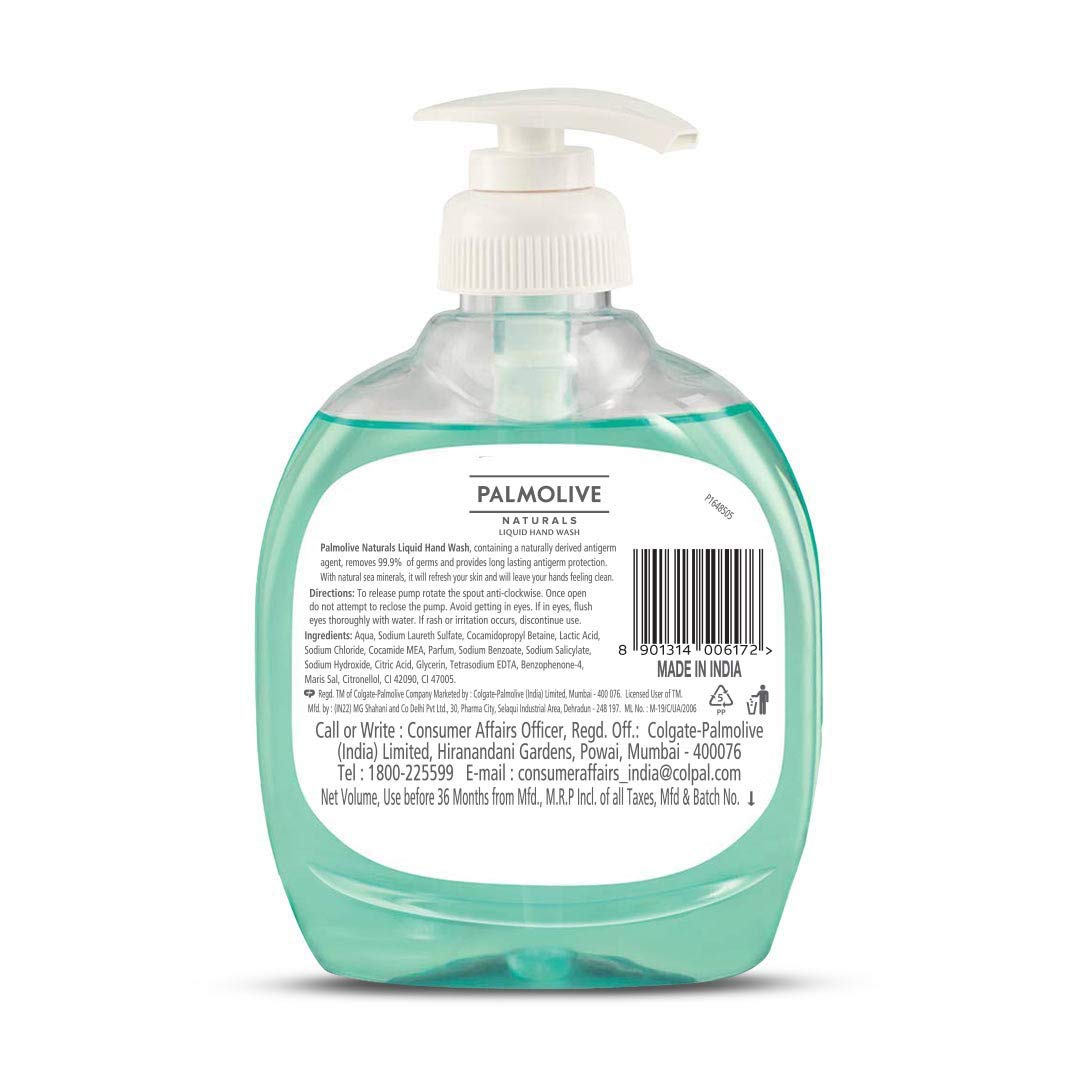 PALMOLIVE
NATURALS
LIQUID HAND WASH
P1648505
Palmolive Naturals Liquid Hand Wash, containing a naturally derived antigerm
agent, removes 99.9% of germs and provides long lasting antigerm protection.
With natural sea minerals, it will refresh your skin and will leave your hands feeling clean.
Directions: To release pump rotate the spout anti-clockwise. Once open
do not attempt to reclose the pump. Avoid getting in eyes. If in eyes, flush
eyes thoroughly with water. If rash or irritation occurs, discontinue use.
Ingredients: Aqua, Sodium Laureth Sulfate, Cocamidopropyl Betaine, Lactic Acid,
Sodium Chloride, Cocamide MEA, Parfum, Sodium Benzoate, Sodium Salicylate,
Sodium Hydroxide, Citric Acid, Glycerin, Tetrasodium EDTA, Benzophenone-4,
Maris Sal, Citronellol, CI 42090, CI 47005.
8 901314 006172 >
MADE IN INDIA
Regd. TM of Colgate-Palmolive Company Marketed by : Colgate-Palmolive (India) Limited, Mumbai - 400 076. Licensed User of TM.
Mfd. by : (IN22) MG Shahani and Co Delhi Pvt Ltd., 30, Pharma City, Selaqui Industrial Area, Dehradun - 248 197. ML No. : M-19/C/UA/2006
5
PP
Call or Write : Consumer Affairs Officer, Regd. Off.: Colgate-Palmolive
(India) Limited, Hiranandani Gardens, Powai, Mumbai - 400076
Tel : 1800-225599 E-mail : consumeraffairs_india@colpal.com
Net Volume, Use before 36 Months from Mfd., M.R.P Incl. of all Taxes, Mfd & Batch No. ↓